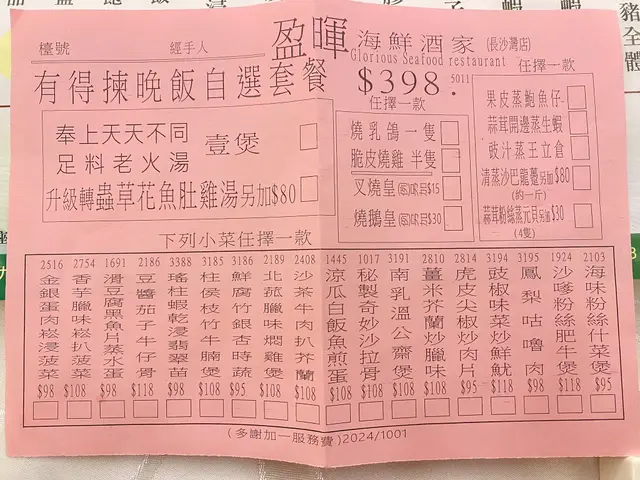 檯號
經手人
盈暉海鮮酒家(長沙灣店)
Glorious Seafood restaurant
有得揀晚飯自選套餐 $398.
5011
任擇一款
奉上天天不同
足料老火湯
壹煲
升級轉蟲草花魚肚雞湯另加$80
任擇一款
燒乳鴿一隻
脆皮燒雞 半隻
叉燒皇 $15
燒鵝皇 $30
果皮蒸鮑魚仔
蒜茸開邊蒸生蝦
豉汁蒸王立倉
清蒸沙巴龍躉另加$80
(約一斤)
蒜茸粉絲蒸元貝另加$30
(4隻)
下列小菜任擇一款
2516 金銀蛋肉崧浸菠菜 $98
2754 香芋臘味崧扒菠菜 $108
1691 滑豆腐黑魚片蒸水蛋 $98
2186 豆醬茄子牛仔骨 $118
3388 瑤柱蝦乾浸翡翠苗 $98
3185 柱侯枝竹牛腩煲 $108
3186 鮮腐竹銀杏時蔬 $95
2189 北菰臘味燜雞煲 $108
2408 沙茶牛肉扒芥蘭 $108
1445 涼瓜白飯魚煎蛋 $108
1017 秘製奇妙沙拉骨 $108
3191 南乳溫公齋煲 $108
2810 薑米芥蘭炒臘味 $108
2814 虎皮尖椒炒肉片 $95
3194 豉椒味菜炒鮮魷 $118
3195 鳳梨咕嚕肉 $98
1924 沙嗲粉絲肥牛煲 $118
2103 海味粉絲什菜煲 $95
(多謝加一服務費)2024/1001